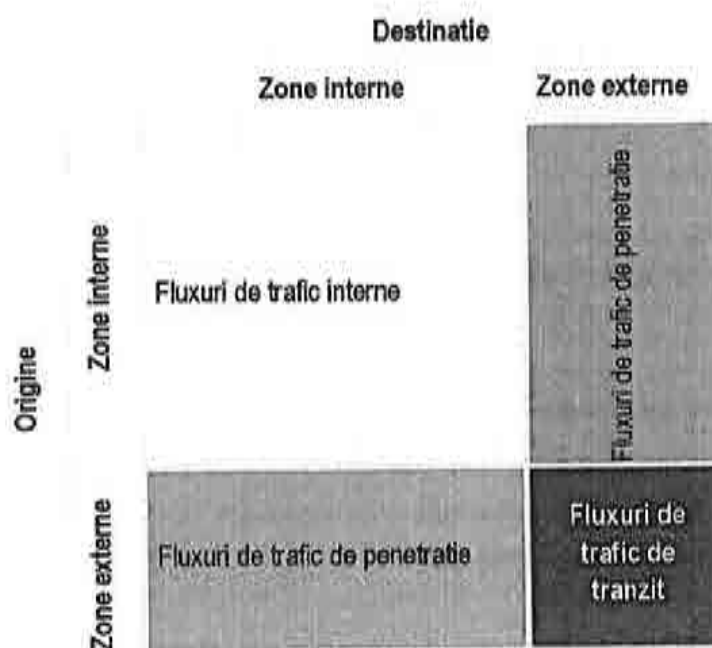 Destinatie
Zone interne
Zone externe
Origine
Zone interne
Fluxuri de trafic interne
Fluxuri de trafic de penetratie
Zone externe
Fluxuri de trafic de penetratie
Fluxuri de
trafic de
tranzit